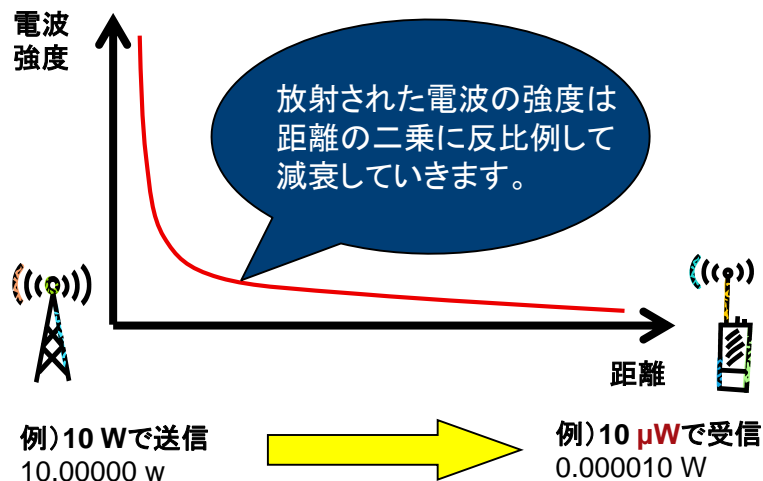 電波
強度
放射された電波の強度は
距離の二乗に反比例して
減衰していきます。
距離
例）10 Wで送信
10.00000 w
例）10 μWで受信
0.000010 W